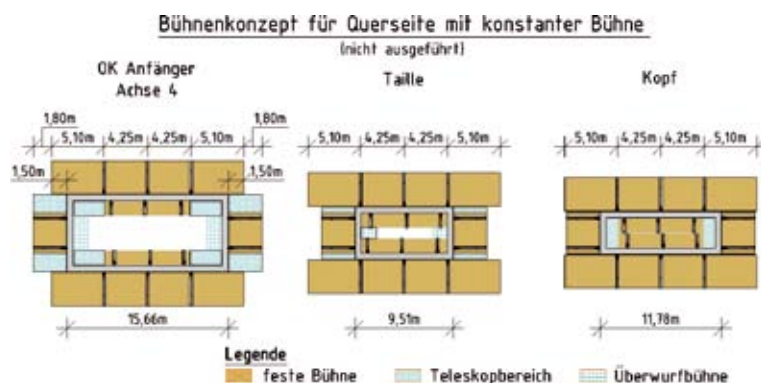 Bühnenkonzept für Querseite mit konstanter Bühne
(nicht ausgeführt)
OK Anfänger
Achse 4
1,80m 1,80m
5,10m 4,25m 4,25m 5,10m
1,50m 1,50m
15,66m
Taille
5,10m 4,25m 4,25m 5,10m
9,51m
Kopf
5,10m 4,25m 4,25m 5,10m
11,78m
Legende
feste Bühne Teleskopbereich Überwurfbühne